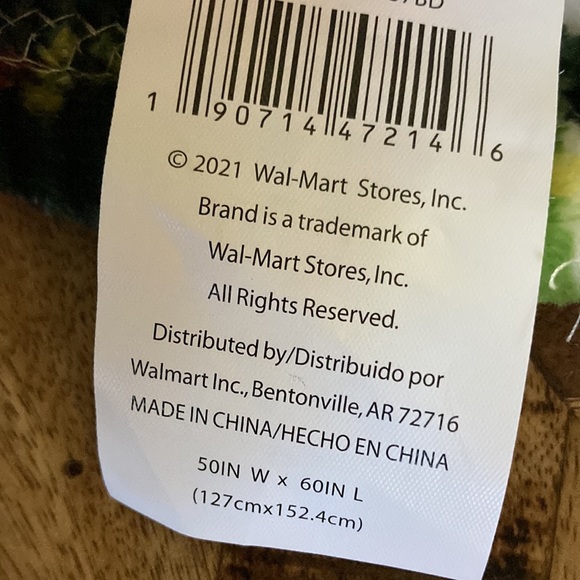 1 90714 47214 6
© 2021 Wal-Mart Stores, Inc.
Brand is a trademark of
Wal-Mart Stores, Inc.
All Rights Reserved.
Distributed by/Distribuido por
Walmart Inc., Bentonville, AR 72716
MADE IN CHINA/HECHO EN CHINA
50IN W x 60IN L
(127cmx152.4cm)